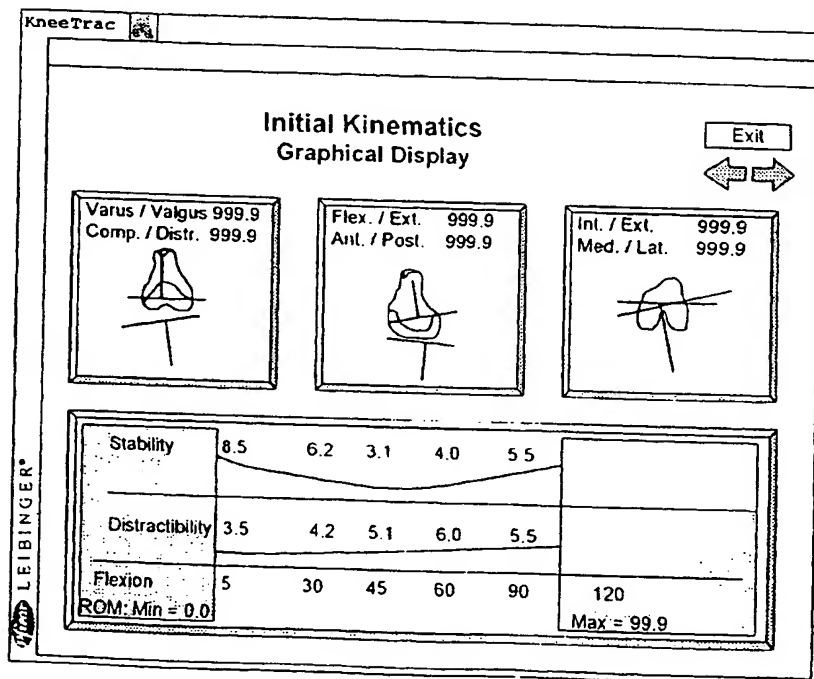 KneeTrac
Initial Kinematics
Graphical Display
Exit
Varus / Valgus 999.9
Comp. / Distr. 999.9
Flex. / Ext. 999.9
Ant. / Post. 999.9
Int. / Ext. 999.9
Med. / Lat. 999.9
Stability 8.5 6.2 3.1 4.0 5 5
Distractibility 3.5 4.2 5.1 6.0 5.5
Flexion 5 30 45 60 90 120
ROM: Min = 0.0 Max = 99.9
LEIBINGER®